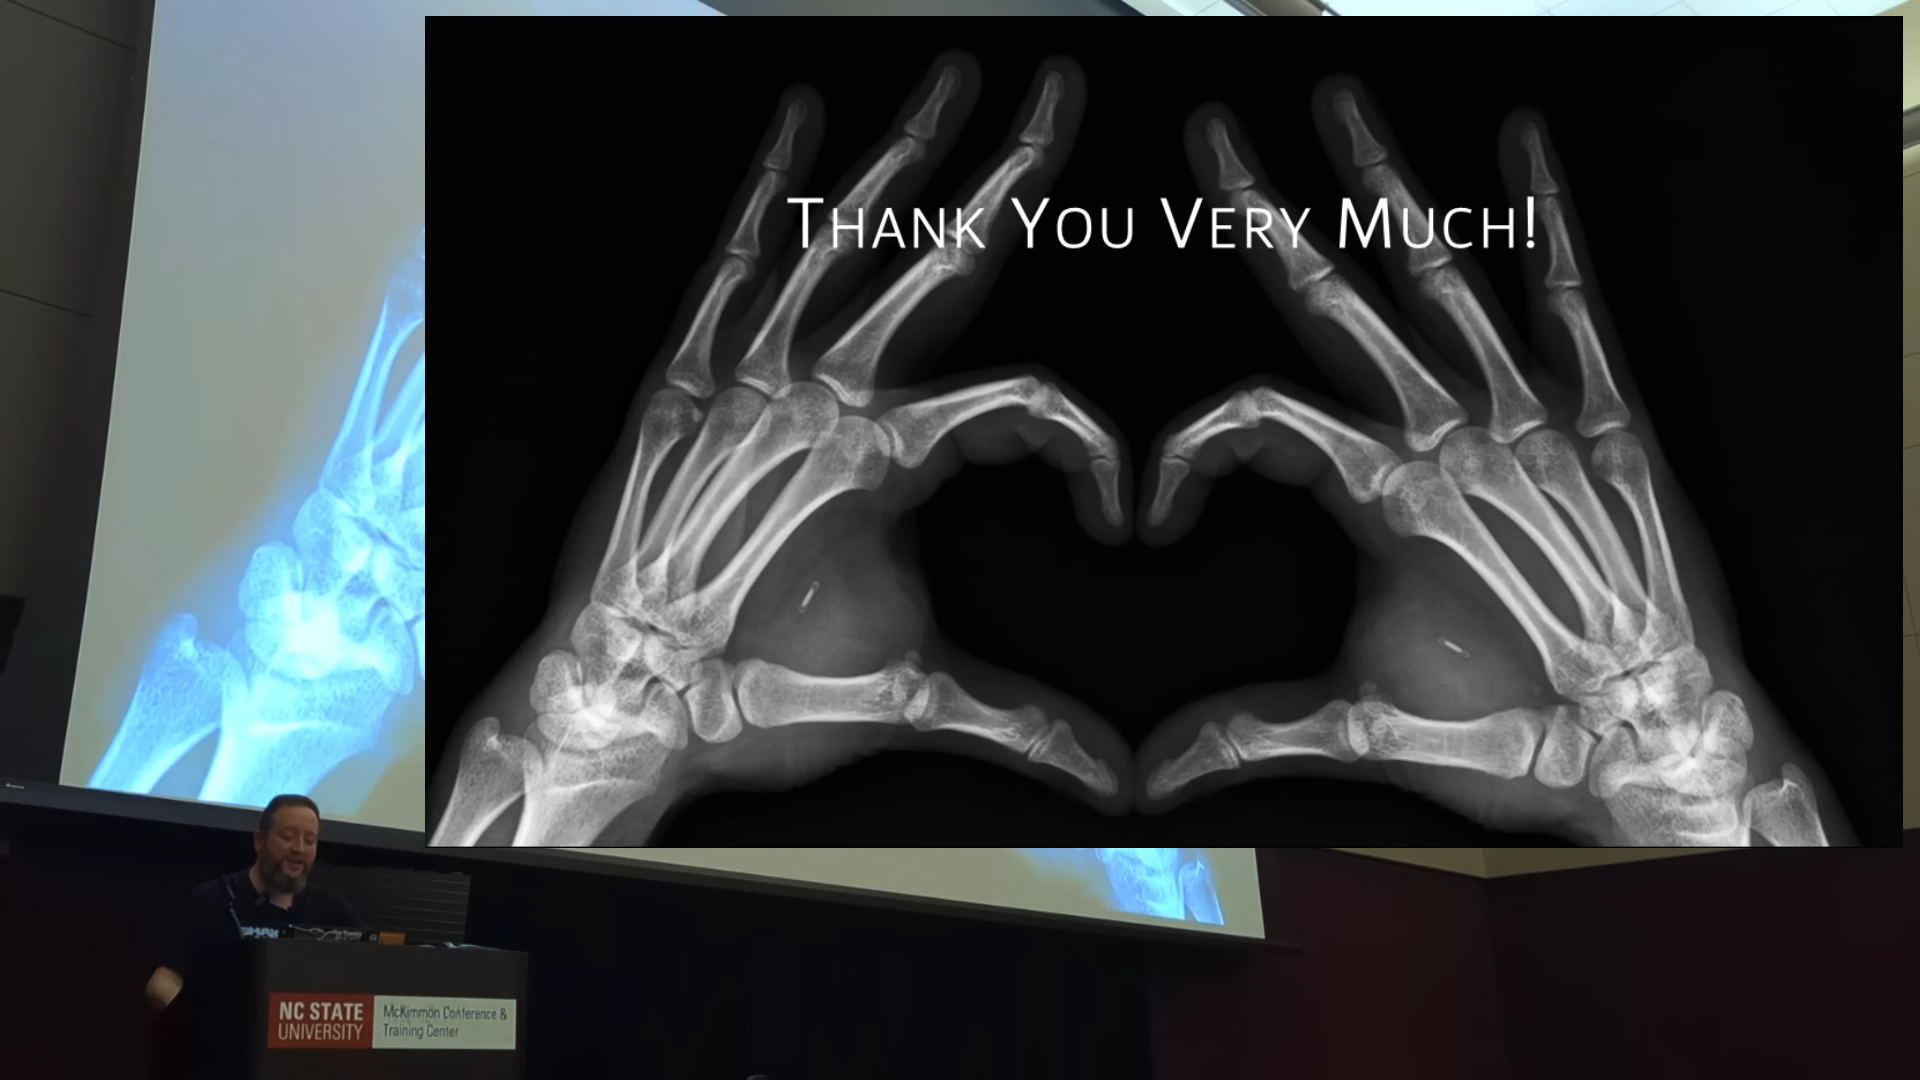 THANK YOU VERY MUCH!
NC STATE
UNIVERSITY
McKimmon Conference &
Training Center